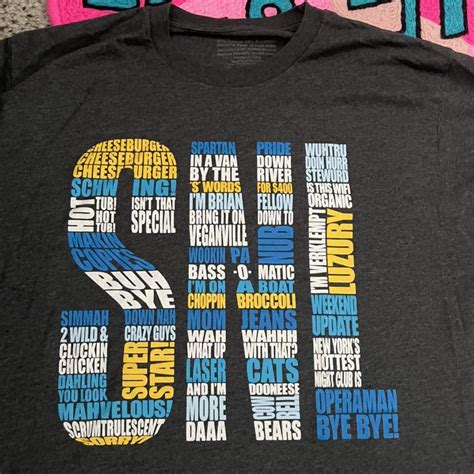 CHEESEBURGER
CHEESEBURGER
CHEESEBURGER
SCHWING!
HOT
TUB!
HOT
TUB!
ISN'T THAT
SPECIAL
MAKIN'
COPIES
BUH
BYE
SIMMAH DOWN NAH
2 WILD &
CRAZY GUYS
CLUCKIN
CHICKEN
DAHLING
YOU LOOK
MAHVELOUS!
SUPER
STAR!
SCRUMTRULESCENT
SORRY!
SPARTAN
IN A VAN
BY THE
'S' WORDS
I'M BRIAN
BRING IT ON
VEGANVILLE
WOOKIN PA
NUB
PRIDE
DOWN
RIVER
FOR $400
FELLOW
DOWN TO
BASS -O- MATIC
I'M ON A BOAT
CHOPPIN BROCCOLI
MOM JEANS
WAH
WHAT UP
LASER
AND I'M
MORE
DAAA
WAHHH
WITH THAT?
CATS
DOONEESE
COW
BELL
BEARS
WUHTRU
DOIN HURR
STEWURD
IS THIS WIFI
ORGANIC
I'M VERKLEMPT
LUZURY
WEEKEND
UPDATE
NEW YORK'S
HOTTEST
NIGHT CLUB IS
OPERAMAN
BYE BYE!